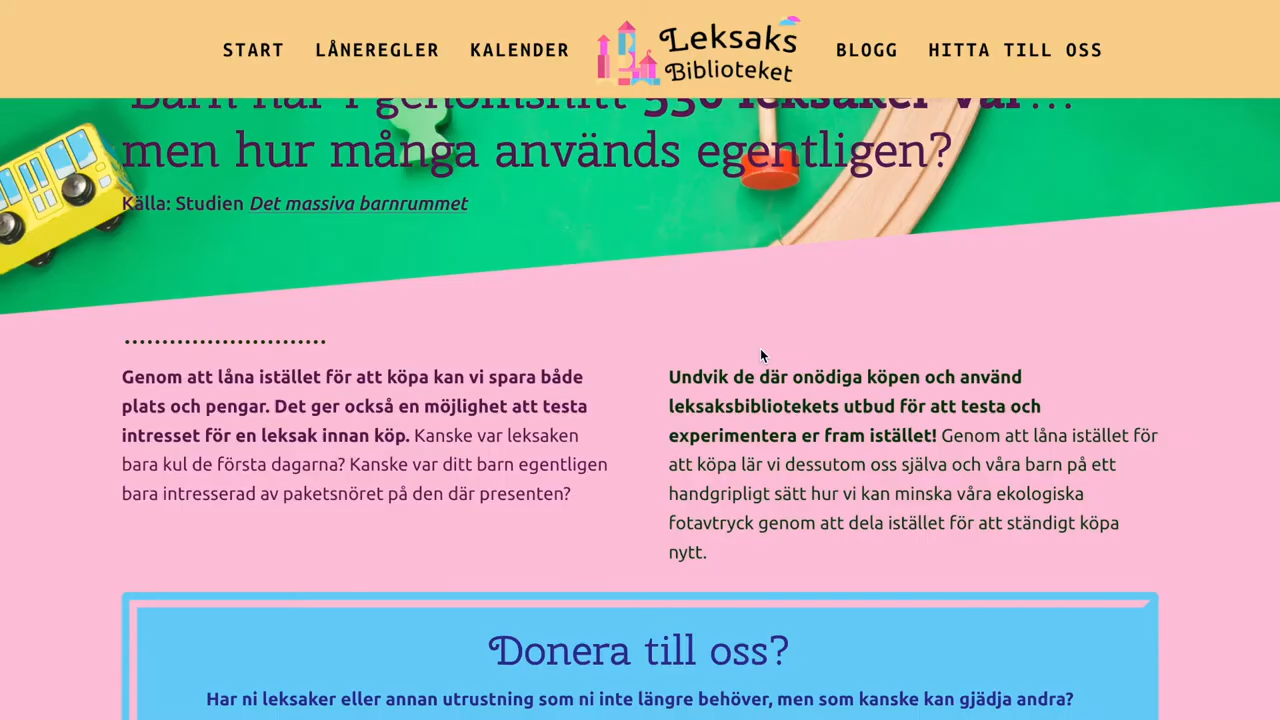 START LÅNEREGLER KALENDER Leksaks Biblioteket BLOGG HITTA TILL OSS
Barn har i genomsnitt 536 leksaker var...
men hur många används egentligen?
Källa: Studien Det massiva barnrummet
Genom att låna istället för att köpa kan vi spara både
plats och pengar. Det ger också en möjlighet att testa
intresset för en leksak innan köp. Kanske var leksaken
bara kul de första dagarna? Kanske var ditt barn egentligen
bara intresserad av paketsnöret på den där presenten?
Undvik de där onödiga köpen och använd
leksaksbibliotekets utbud för att testa och
experimentera er fram istället! Genom att låna istället för
att köpa lär vi dessutom oss själva och våra barn på ett
handgripligt sätt hur vi kan minska våra ekologiska
fotavtryck genom att dela istället för att ständigt köpa
nytt.
Donera till oss?
Har ni leksaker eller annan utrustning som ni inte längre behöver, men som kanske kan gjädja andra?